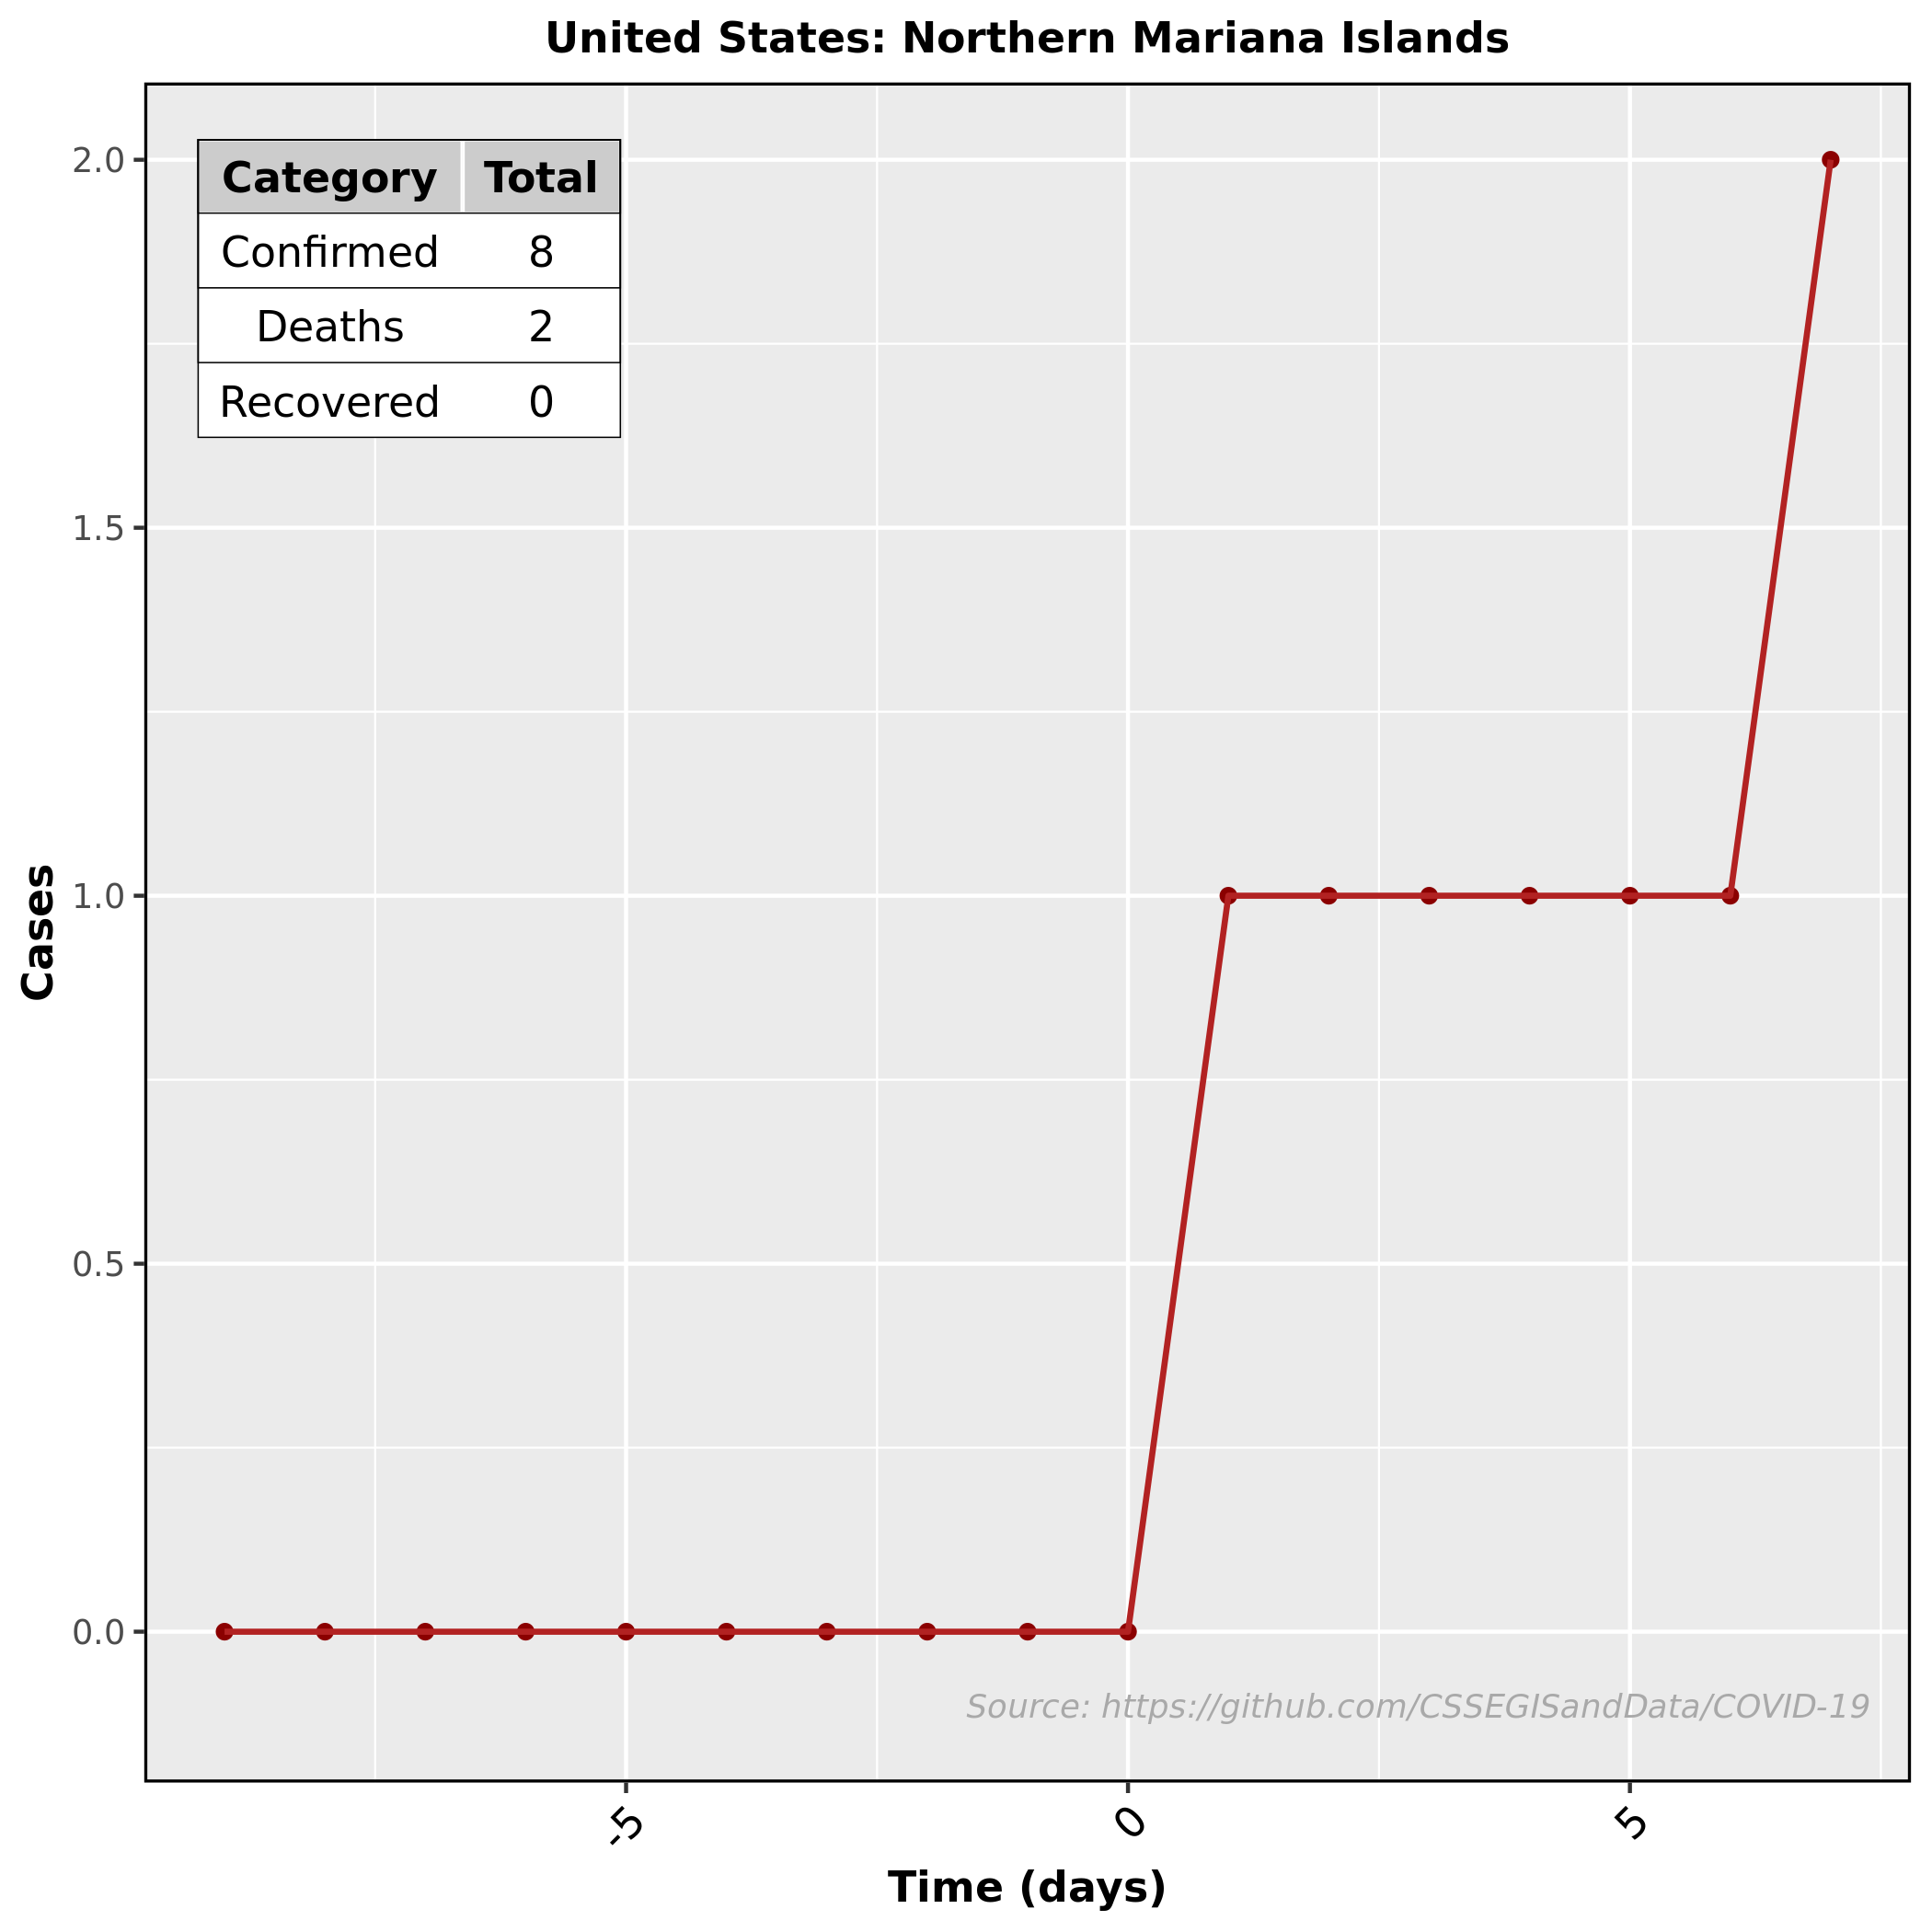 United States: Northern Mariana Islands
Category Total
Confirmed 8
Deaths 2
Recovered 0
2.0
1.5
1.0
0.5
0.0
Cases
Source: https://github.com/CSSEGISandData/COVID-19
-5 0 5
Time (days)